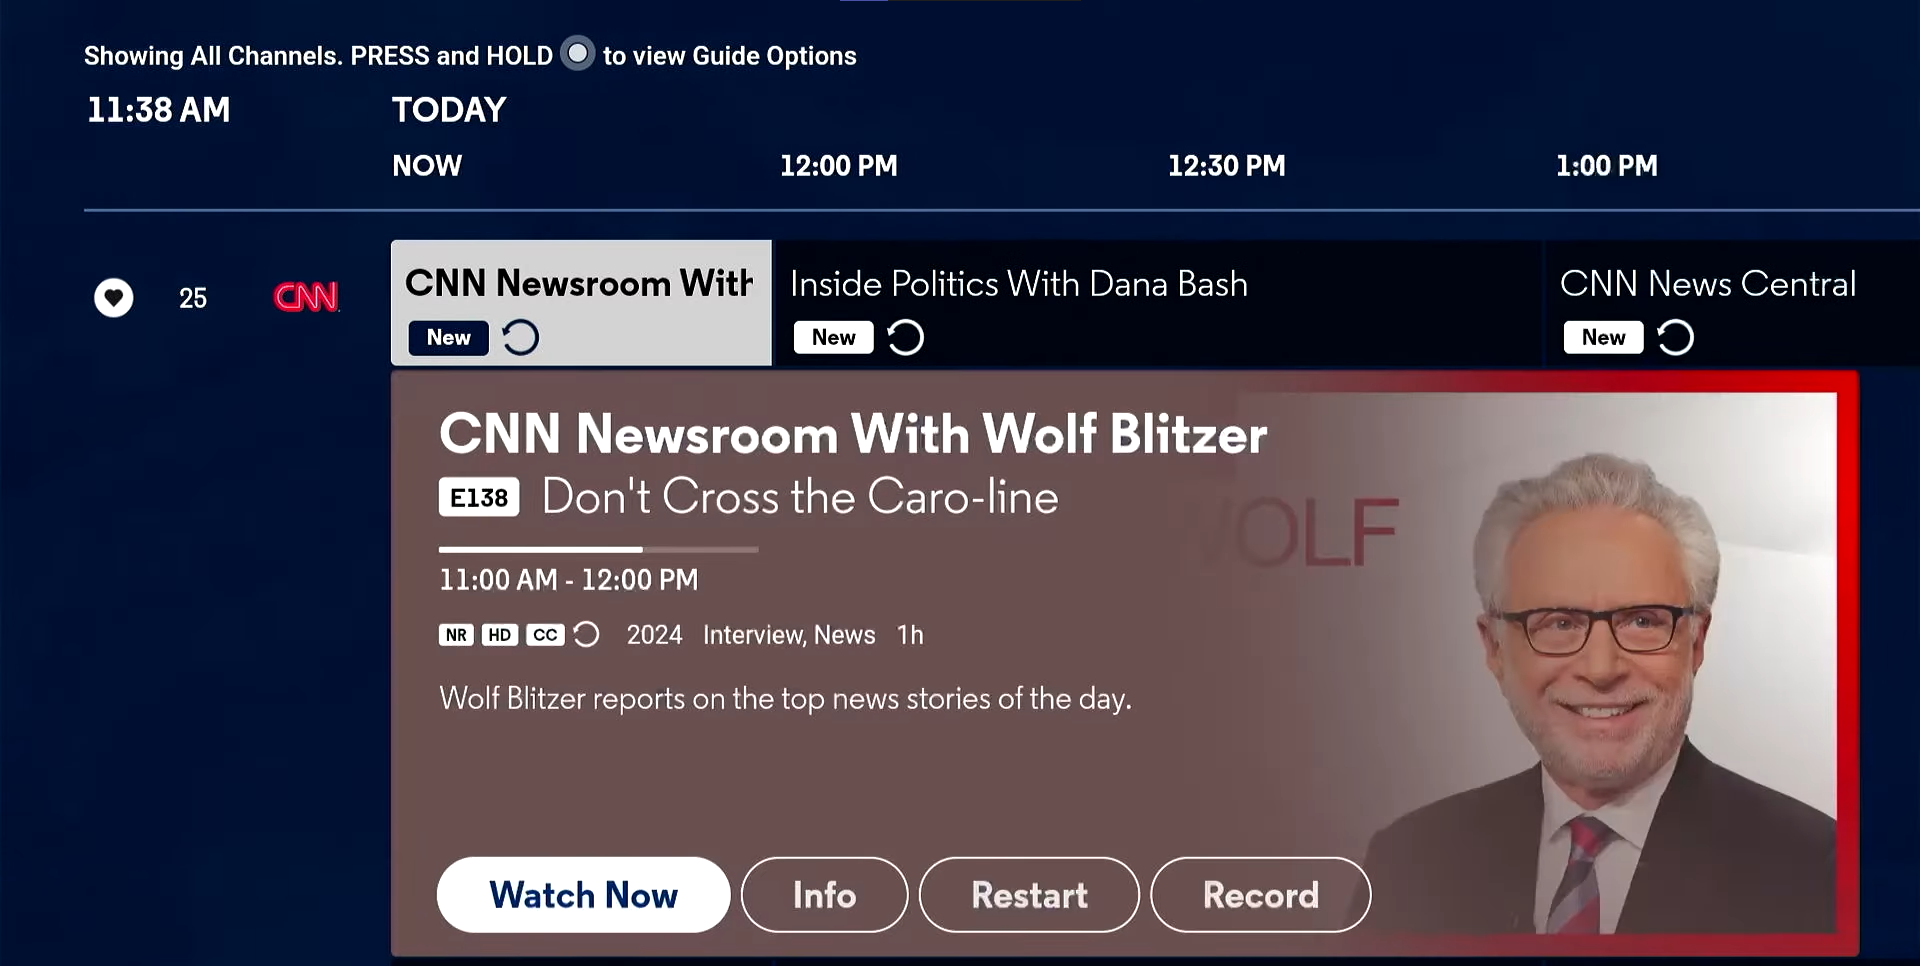 Showing All Channels. PRESS and HOLD to view Guide Options
11:38 AM TODAY
NOW 12:00 PM 12:30 PM 1:00 PM
25 CNN
CNN Newsroom With
New
Inside Politics With Dana Bash
New
CNN News Central
New
CNN Newsroom With Wolf Blitzer
E138 Don't Cross the Caro-line
11:00 AM - 12:00 PM
NR HD CC 2024 Interview, News 1h
Wolf Blitzer reports on the top news stories of the day.
WOLF
Watch Now Info Restart Record